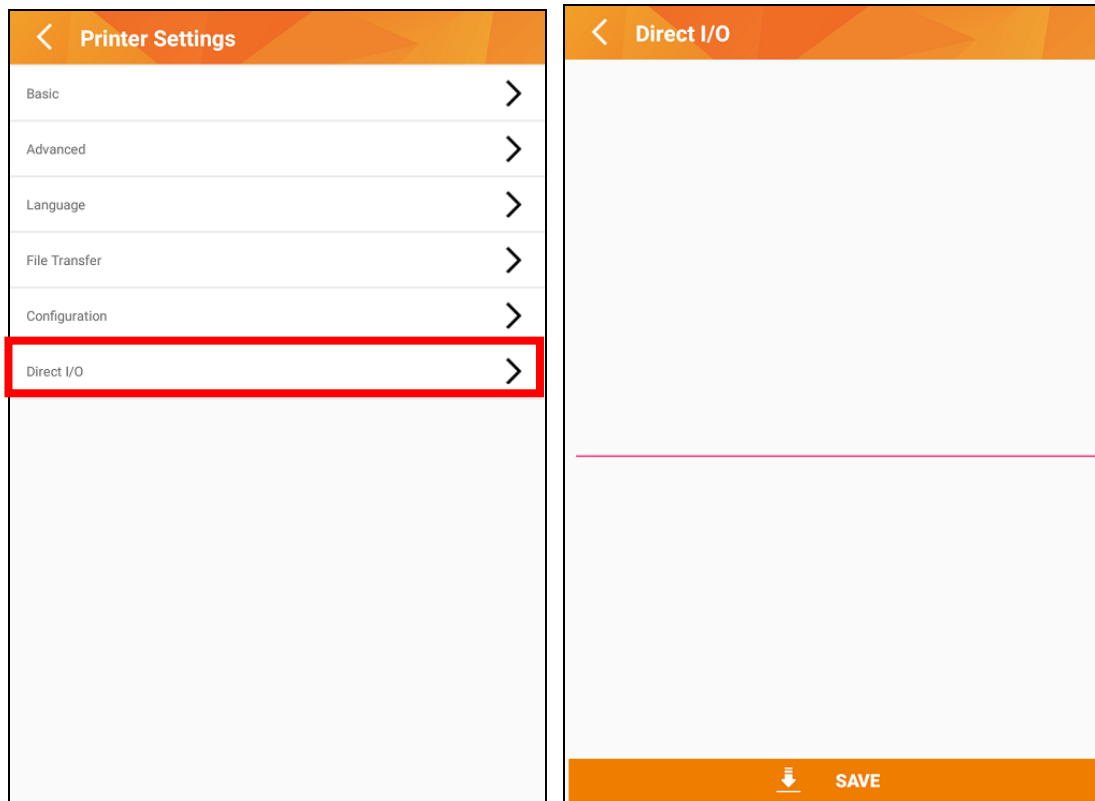 Printer Settings
Basic
Advanced
Language
File Transfer
Configuration
Direct I/O
Direct I/O
SAVE